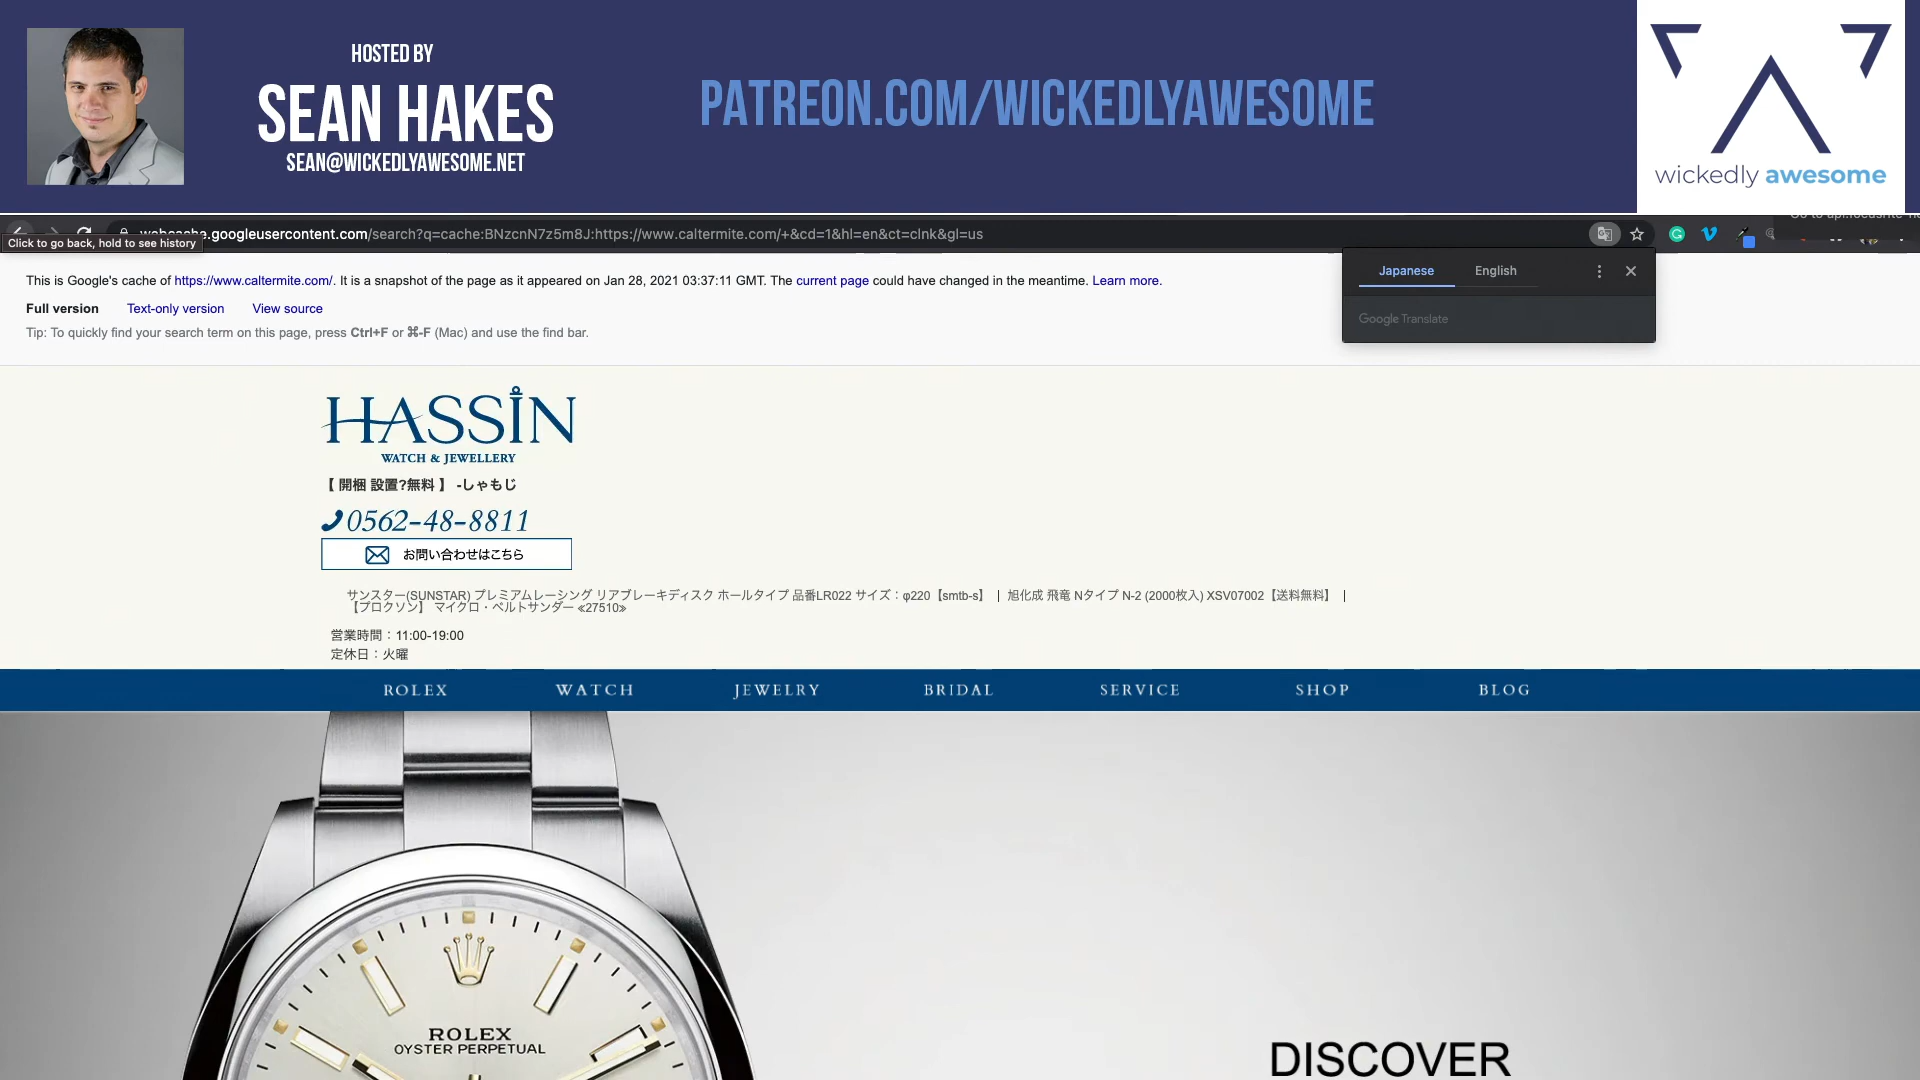 HOSTED BY
SEAN HAKES
SEAN@WICKEDLYAWESOME.NET
PATREON.COM/WICKEDLYAWESOME
wickedly awesome
webcache.googleusercontent.com/search?q=cache:BNzcnN7z5m8J:https://www.caltermite.com/+&cd=1&hl=en&ct=clnk&gl=us
Click to go back, hold to see history
Japanese English
Google Translate
This is Google's cache of https://www.caltermite.com/. It is a snapshot of the page as it appeared on Jan 28, 2021 03:37:11 GMT. The current page could have changed in the meantime. Learn more.
Full version Text-only version View source
Tip: To quickly find your search term on this page, press Ctrl+F or ⌘-F (Mac) and use the find bar.
HASSIN
WATCH & JEWELLERY
【 開梱 設置?無料 】 -しゃもじ
0562-48-8811
お問い合わせはこちら
サンスター(SUNSTAR) プレミアムレーシング リアブレーキディスク ホールタイプ 品番LR022 サイズ：φ220【smtb-s】 | 旭化成 飛竜 Nタイプ N-2 (2000枚入) XSV07002【送料無料】 |
【プロクソン】 マイクロ・ベルトサンダー ≪27510≫
営業時間：11:00-19:00
定休日：火曜
ROLEX WATCH JEWELRY BRIDAL SERVICE SHOP BLOG
ROLEX
OYSTER PERPETUAL
DISCOVER